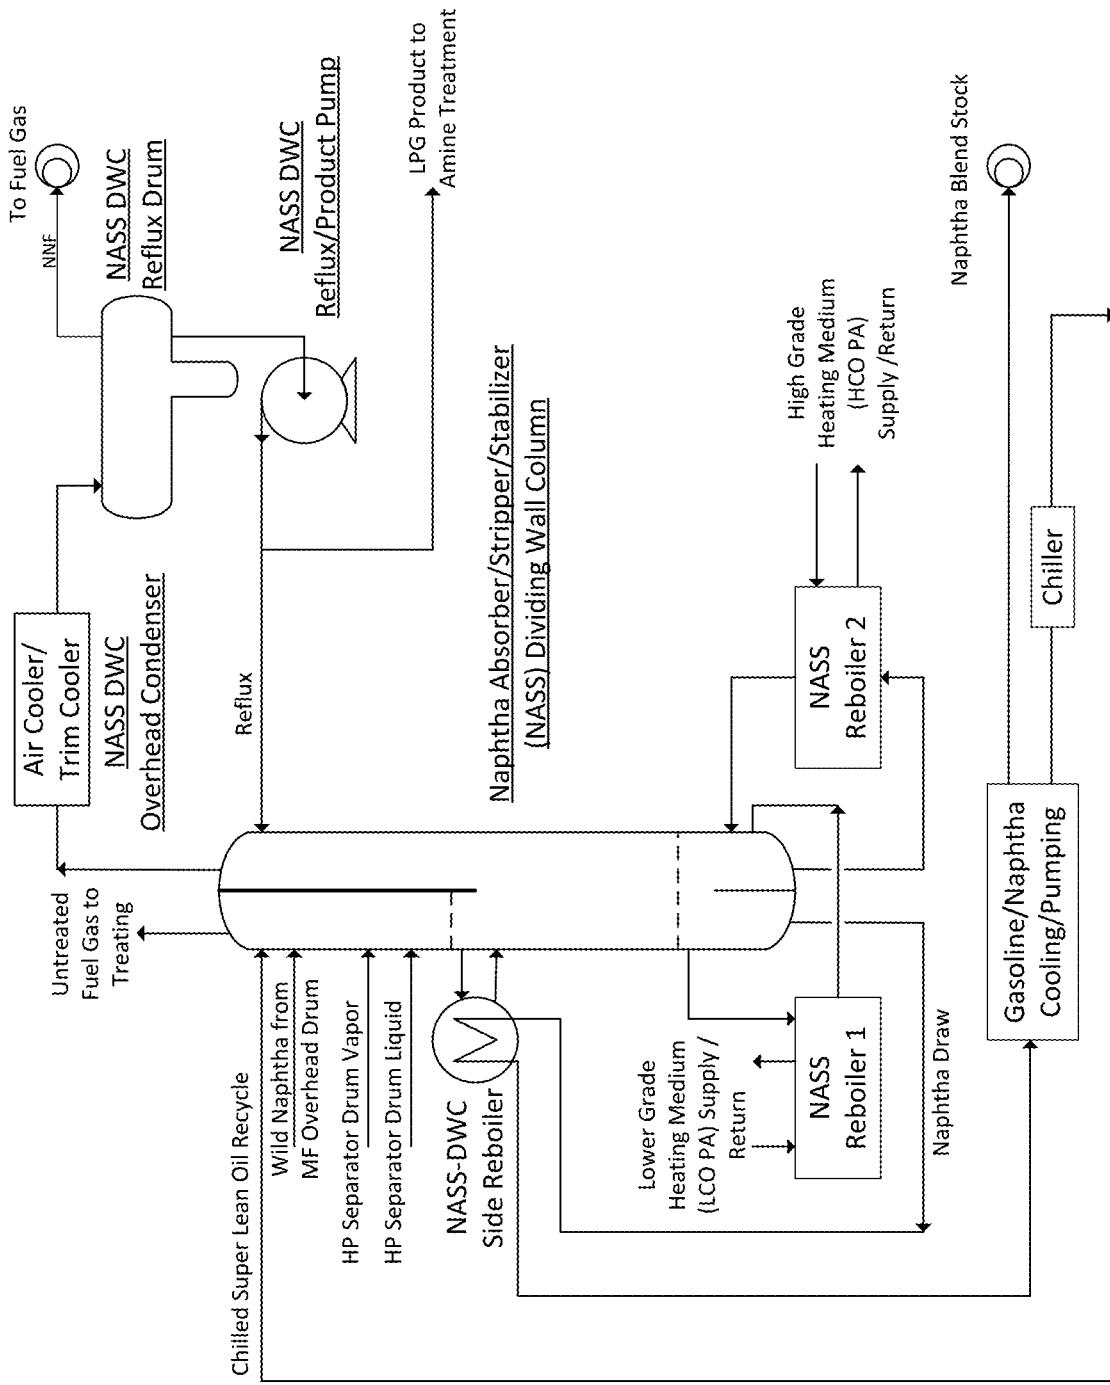 To Fuel Gas
NNF
NASS DWC
Reflux Drum
Air Cooler/
Trim Cooler
NASS DWC
Overhead Condenser
NASS DWC
Reflux/Product Pump
LPG Product to
Amine Treatment
Reflux
Untreated
Fuel Gas to
Treating
Naphtha Absorber/Stripper/Stabilizer
(NASS) Dividing Wall Column
Chilled Super Lean Oil Recycle
Wild Naphtha from
MF Overhead Drum
HP Separator Drum Vapor
HP Separator Drum Liquid
NASS-DWC
Side Reboiler
High Grade
Heating Medium
(HCO PA)
Supply /Return
NASS
Reboiler 2
Lower Grade
Heating Medium
(LCO PA) Supply /
Return
NASS
Reboiler 1
Naphtha Draw
Naphtha Blend Stock
Gasoline/Naphtha
Cooling/Pumping
Chiller